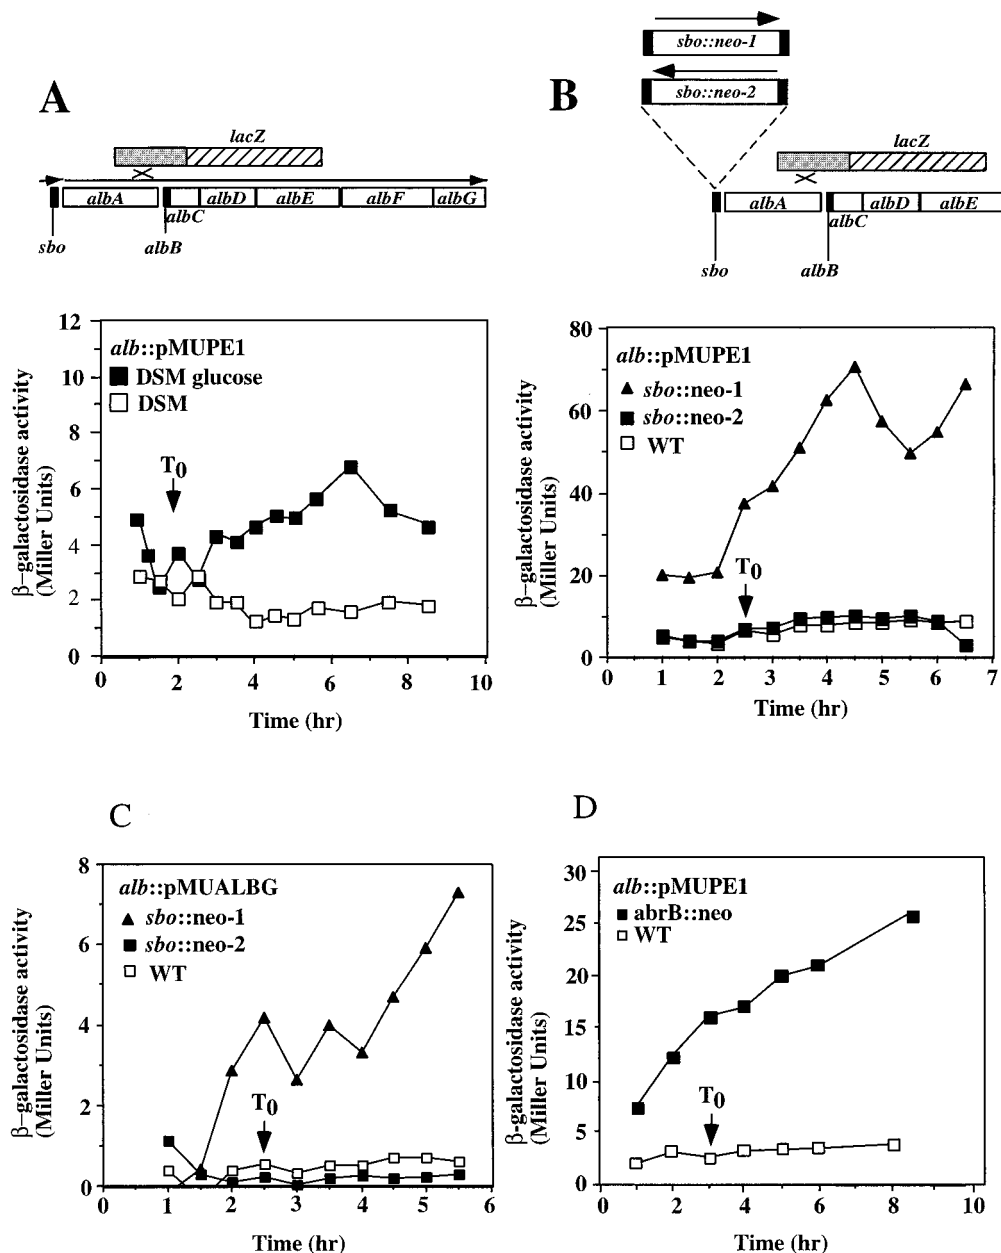 A
lacZ
albA
albD
albE
albF
albG
albC
sbo
albB
12
10
8
6
4
2
0
β–galactosidase activity
(Miller Units)
alb::pMUPE1
DSM glucose
DSM
T0
0
2
4
6
8
10
Time (hr)
B
sbo::neo-1
sbo::neo-2
lacZ
albA
albD
albE
albC
sbo
albB
80
60
40
20
0
β–galactosidase activity
(Miller Units)
alb::pMUPE1
sbo::neo-1
sbo::neo-2
WT
T0
0
1
2
3
4
5
6
7
Time (hr)
C
8
6
4
2
0
β–galactosidase activity
(Miller Units)
alb::pMUALBG
sbo::neo-1
sbo::neo-2
WT
T0
0
1
2
3
4
5
6
Time (hr)
D
30
25
20
15
10
5
0
β-galactosidase activity
(Miller Units)
alb::pMUPE1
abrB::neo
WT
T0
0
2
4
6
8
10
Time (hr)